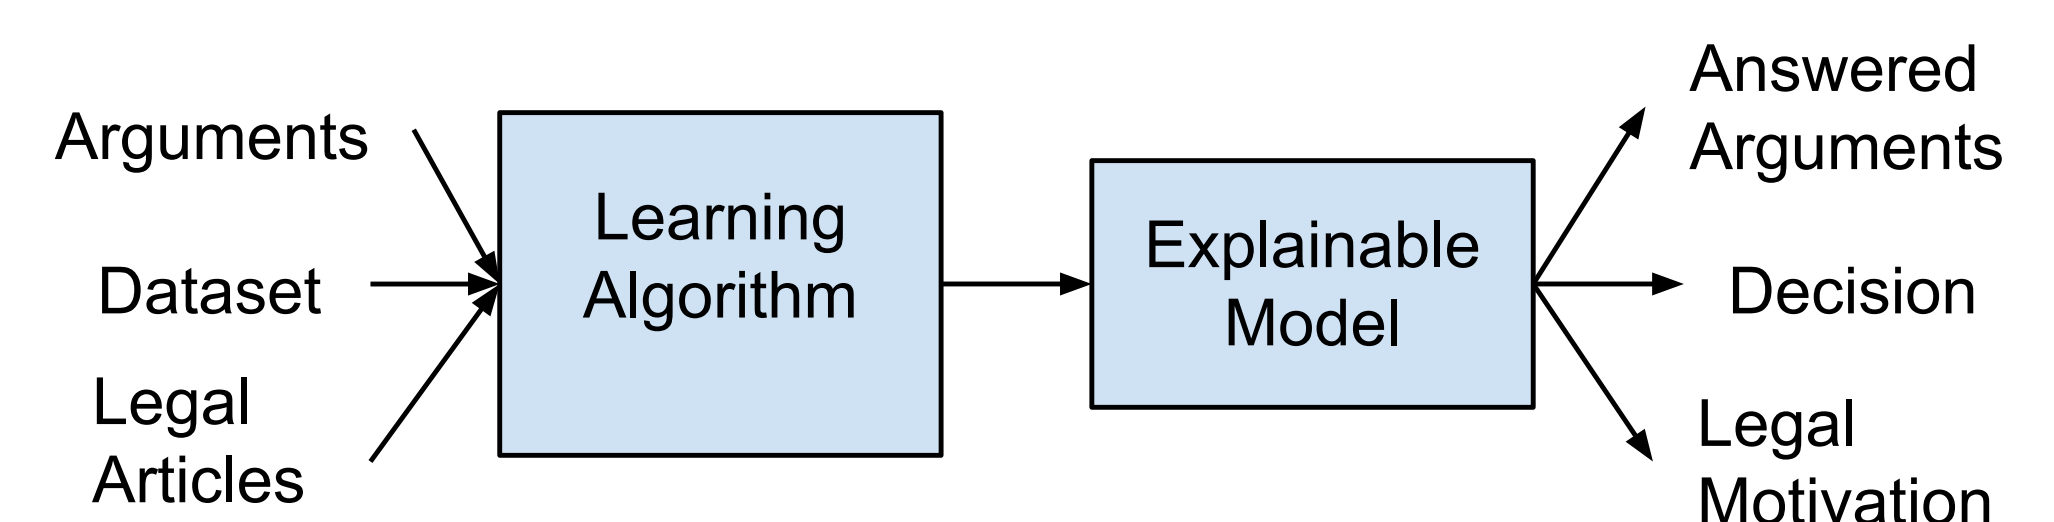 Arguments
Dataset
Legal
Articles
Learning
Algorithm
Explainable
Model
Answered
Arguments
Decision
Legal
Motivation